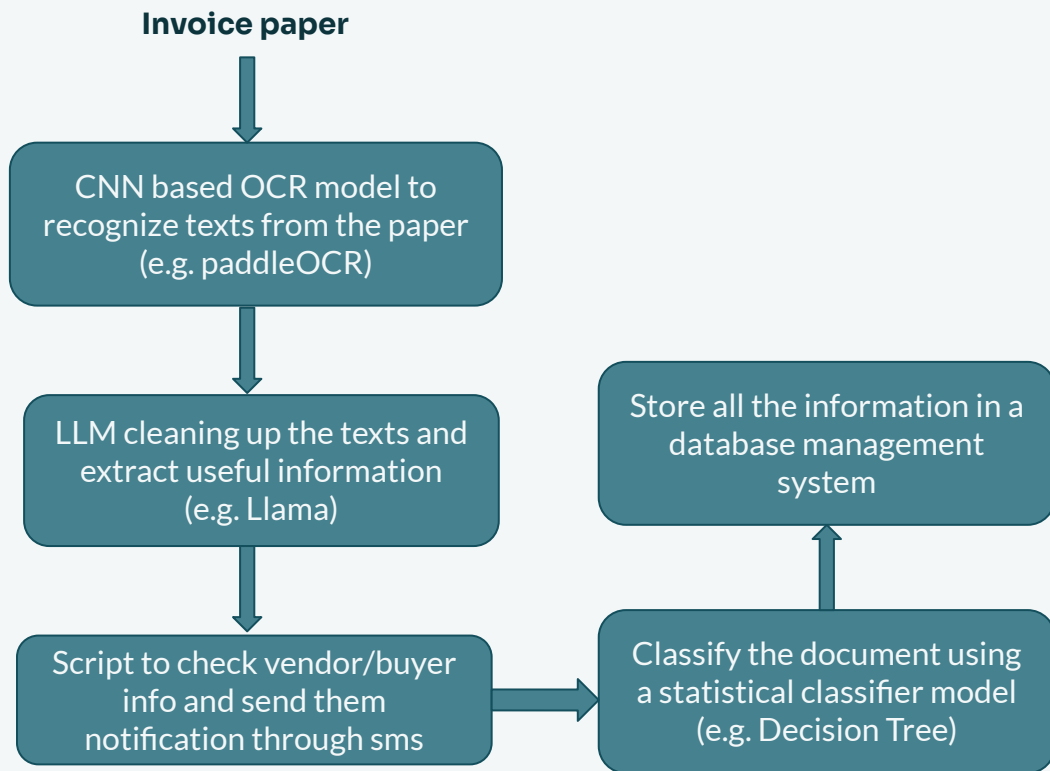 Invoice paper
CNN based OCR model to
recognize texts from the paper
(e.g. paddleOCR)
LLM cleaning up the texts and
extract useful information
(e.g. Llama)
Script to check vendor/buyer
info and send them
notification through sms
Classify the document using
a statistical classifier model
(e.g. Decision Tree)
Store all the information in a
database management
system